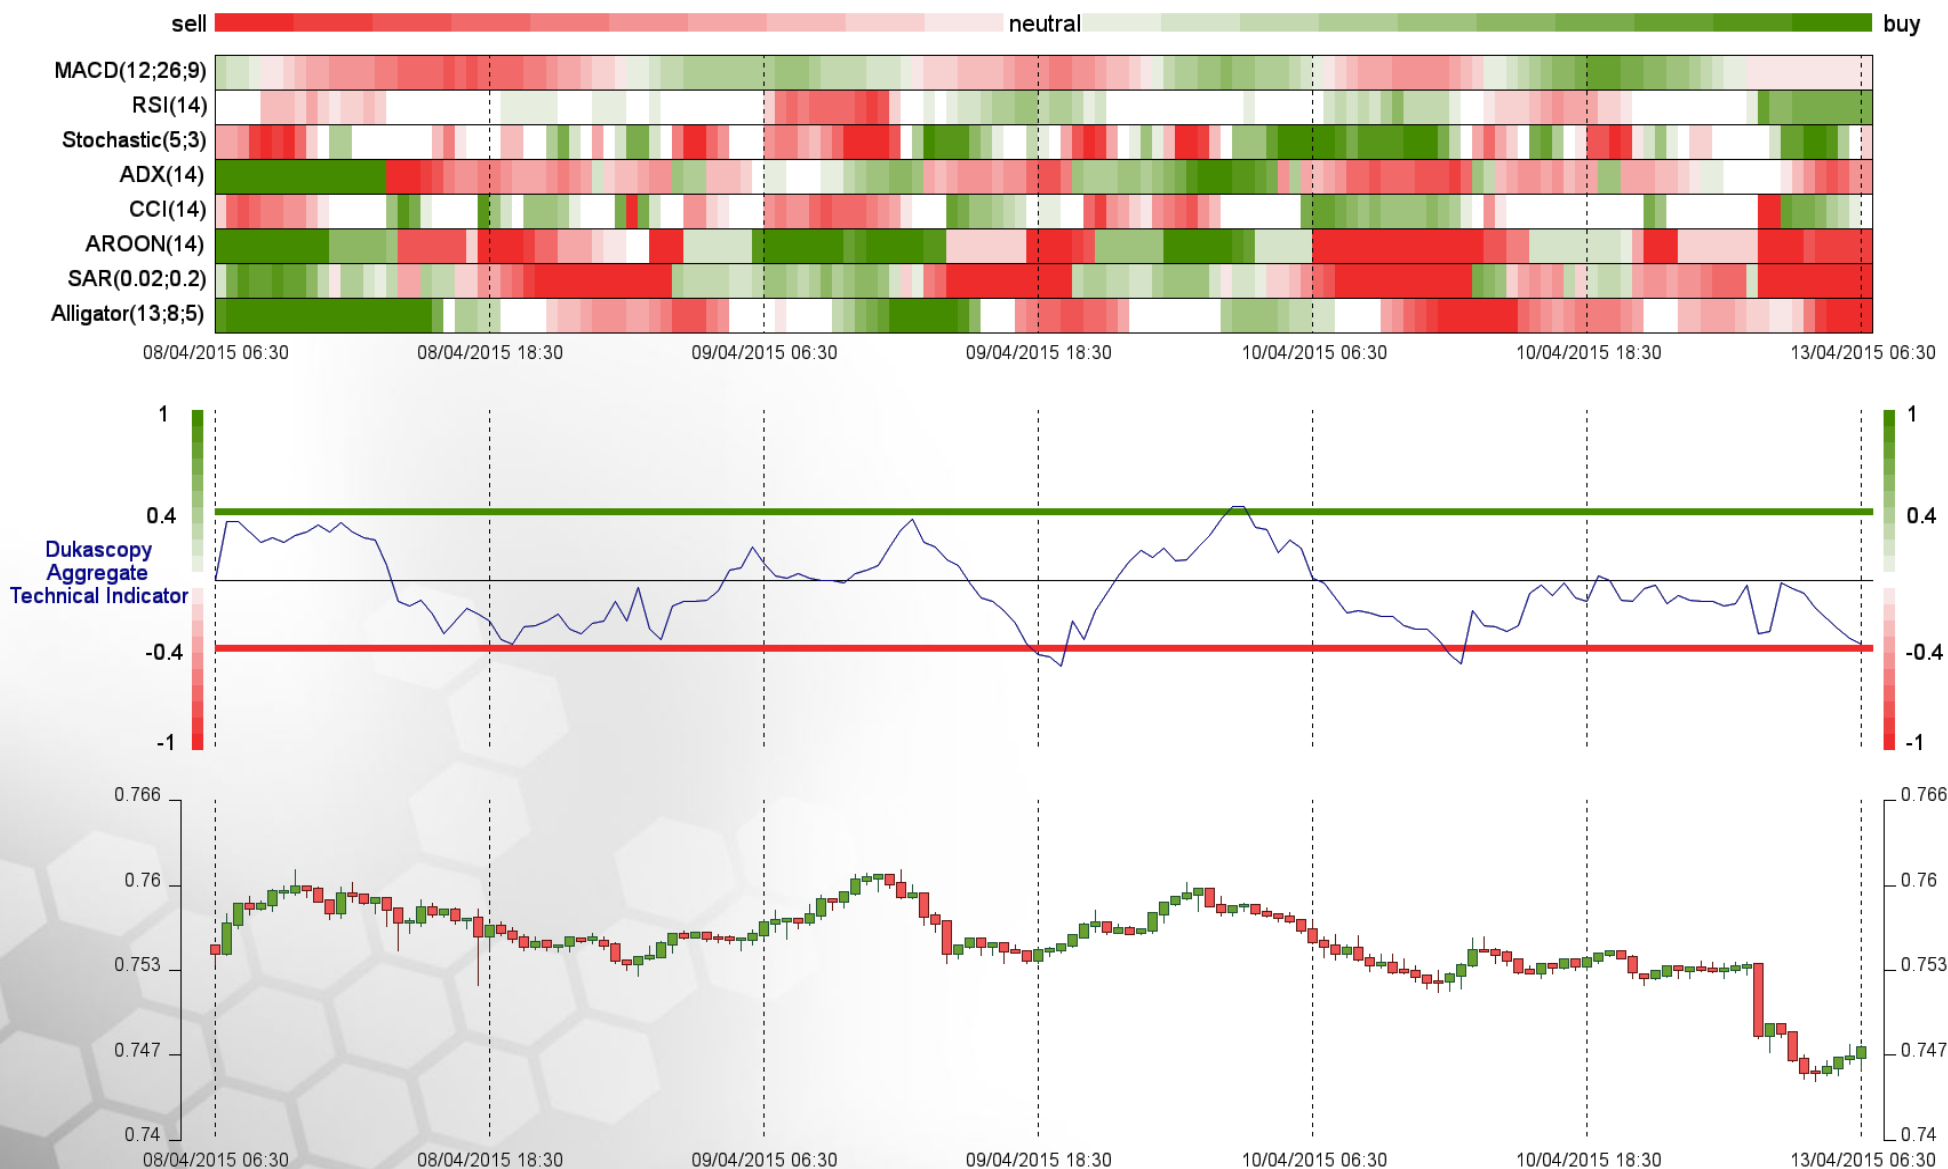 sell neutral buy
MACD(12;26;9)
RSI(14)
Stochastic(5;3)
ADX(14)
CCI(14)
AROON(14)
SAR(0.02;0.2)
Alligator(13;8;5)
08/04/2015 06:30 08/04/2015 18:30 09/04/2015 06:30 09/04/2015 18:30 10/04/2015 06:30 10/04/2015 18:30 13/04/2015 06:30
1 1
0.4 0.4
Dukascopy
Aggregate
Technical Indicator
-0.4 -0.4
-1 -1
0.766 0.766
0.76 0.76
0.753 0.753
0.747 0.747
0.74 0.74
08/04/2015 06:30 08/04/2015 18:30 09/04/2015 06:30 09/04/2015 18:30 10/04/2015 06:30 10/04/2015 18:30 13/04/2015 06:30